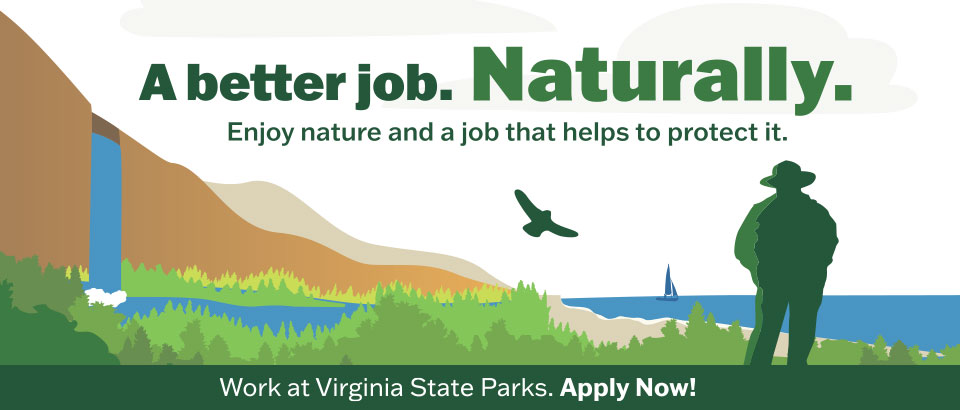 A better job. Naturally.
Enjoy nature and a job that helps to protect it.
Work at Virginia State Parks. Apply Now!